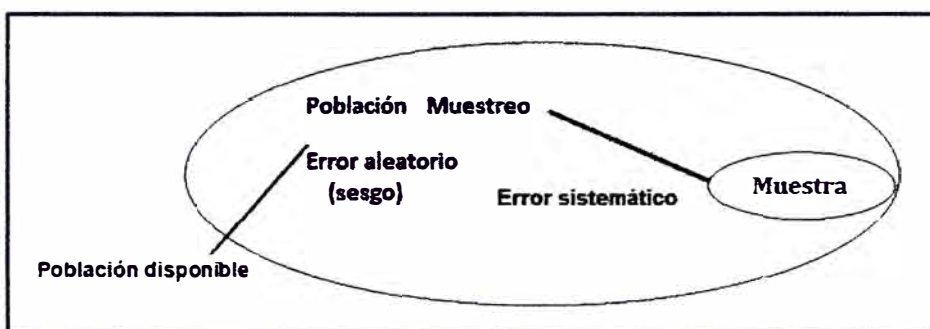 Población Muestreo
Error aleatorio
(sesgo)
Error sistemático
Muestra
Población disponible